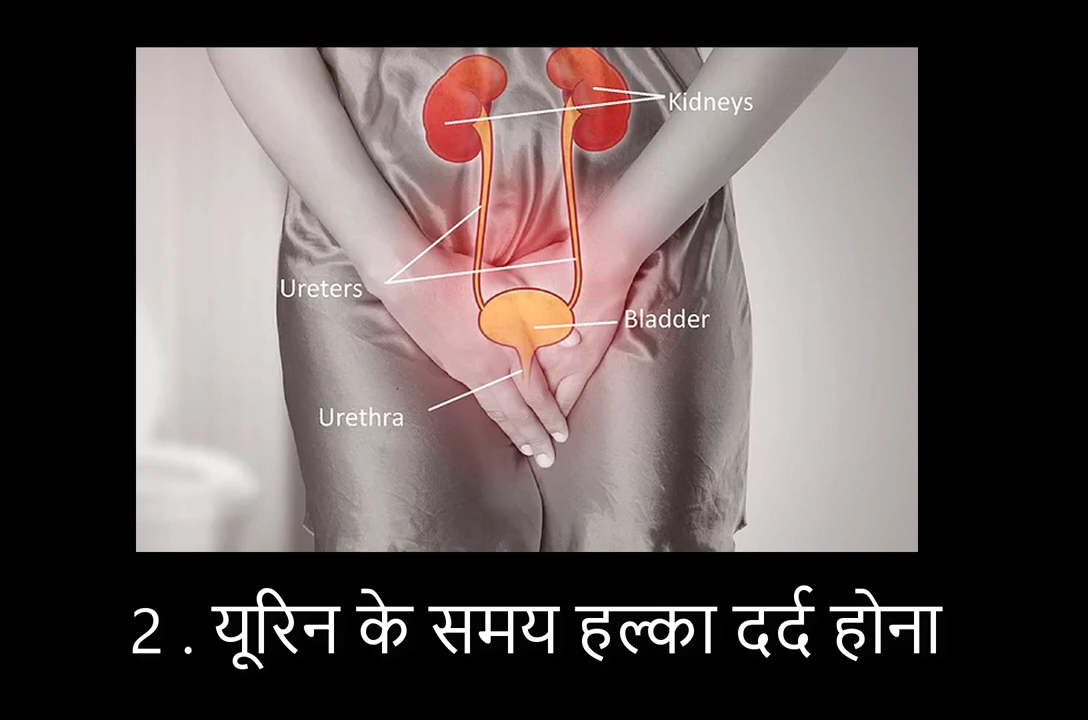 Kidneys
Ureters
Bladder
Urethra
2 . यूरिन के समय हल्का दर्द होना